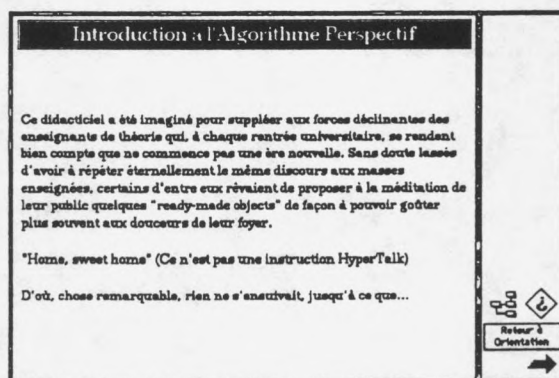 Introduction a l'Algorithme Perspectif
Ce didacticiel a été imaginé pour suppléer aux forces déclinantes des
enseignants de théorie qui, à chaque rentrée universitaire, se rendent
bien compte que ne commence pas une ère nouvelle. Sans doute lassés
d'avoir à répéter éternellement le même discours aux masses
enseignées, certains d'entre eux rêvaient de proposer à la méditation de
leur public quelques "ready-made objects" de façon à pouvoir goûter
plus souvent aux douceurs de leur foyer.
"Home, sweet home" (Ce n'est pas une instruction HyperTalk)
D'où, chose remarquable, rien ne s'ensuivait, jusqu'à ce que...
¿
Retour à
Orientation